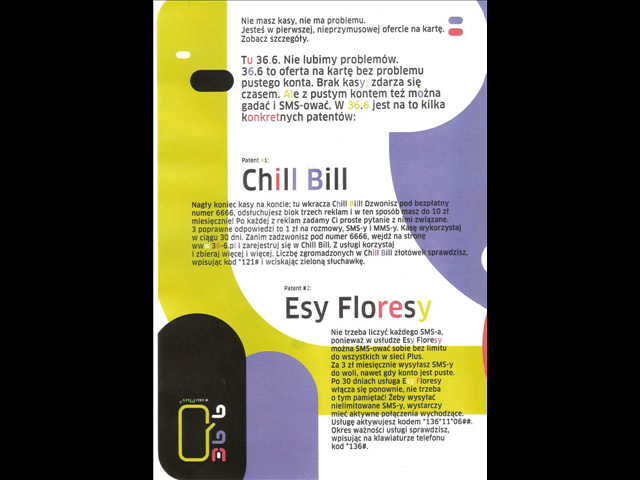 Nie masz kasy, nie ma problemu.
Jesteś w pierwszej, nieprzymusowej ofercie na kartę.
Zobacz szczegóły.
Tu 36.6. Nie lubimy problemów.
36.6 to oferta na kartę bez problemu
pustego konta. Brak kasy; zdarza się
czasem. Ale z pustym kontem też można
gadać i SMS-ować. W 36.6 jest na to kilka
konkretnych patentów:
Patent #1:
Chill Bill
Nagły koniec kasy na koncie; tu wkracza Chill Bill! Dzwonisz pod bezpłatny
numer 6666, odsłuchujesz blok trzech reklam i w ten sposób masz do 10 zł
miesięcznie! Po każdej z reklam zadamy Ci proste pytanie z nimi związane.
3 poprawne odpowiedzi to 1 zł na rozmowy, SMS-y i MMS-y. Kasę wykorzystaj
w ciągu 30 dni. Zanim zadzwonisz pod numer 6666, wejdź na stronę
www.36-6.pl i zarejestruj się w Chill Bill. Z usługi korzystaj
i zbieraj więcej i więcej. Liczbę zgromadzonych w Chill Bill złotówek sprawdzisz,
wpisując kod *121# i wciskając zieloną słuchawkę.
Patent #2:
Esy Floresy
Nie trzeba liczyć każdego SMS-a,
ponieważ w usłudze Esy Floresy
można SMS-ować sobie bez limitu
do wszystkich w sieci Plus.
Za 3 zł miesięcznie wysyłasz SMS-y
do woli, nawet gdy konto jest puste.
Po 30 dniach usługa Esy Floresy
włącza się ponownie, nie trzeba
o tym pamiętać! Żeby wysyłać
nielimitowane SMS-y, wystarczy
mieć aktywne połączenia wychodzące.
Usługę aktywujesz kodem *136*11*06##.
Okres ważności usługi sprawdzisz,
wpisując na klawiaturze telefonu
kod *136#.
36.6
w sieci Plus